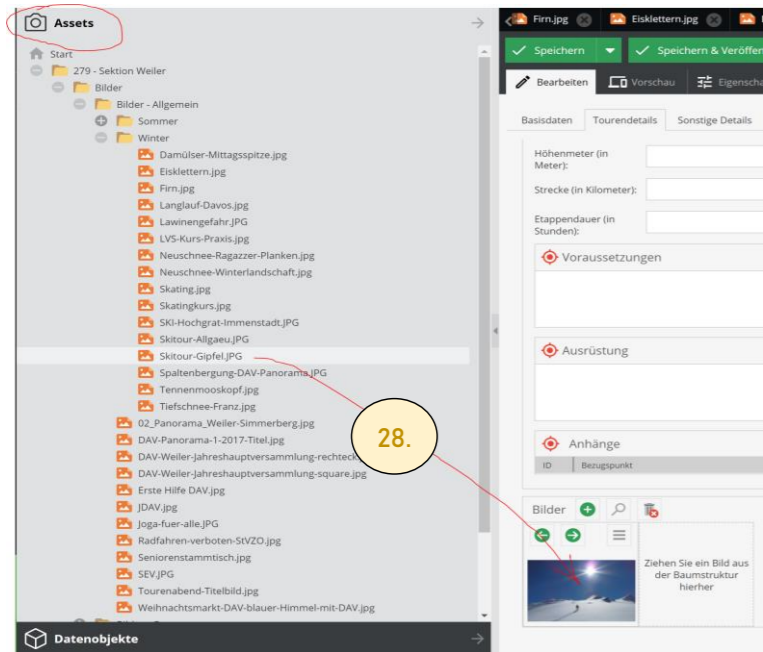 Assets
Start
279 - Sektion Weiler
Bilder
Bilder - Allgemein
Sommer
Winter
Damülser-Mittagsspitze.jpg
Eisklettern.jpg
Firn.jpg
Langlauf-Davos.jpg
Lawinengefahr.JPG
LVS-Kurs-Praxis.jpg
Neuschnee-Ragazzer-Planken.jpg
Neuschnee-Winterlandschaft.jpg
Skating.jpg
Skatingkurs.jpg
SKI-Hochgrat-Immenstadt.JPG
Skitour-Allgaeu.JPG
Skitour-Gipfel.JPG
Spaltenbergung-DAV-Panorama.JPG
Tennenmooskopf.jpg
Tiefschnee-Franz.jpg
02_Panorama_Weiler-Simmerberg.jpg
DAV-Panorama-1-2017-Titel.jpg
DAV-Weiler-Jahreshauptversammlung-rechteck
DAV-Weiler-Jahreshauptversammlung-square.jpg
Erste Hilfe DAV.jpg
JDAV.jpg
Joga-fuer-alle.JPG
Radfahren-verboten-StVZO.jpg
Seniorenstammtisch.jpg
SEV.JPG
Tourenabend-Titelbild.jpg
Weihnachtsmarkt-DAV-blauer-Himmel-mit-DAV.jpg
Datenobjekte
28.
Firn.jpg Eisklettern.jpg
Speichern Speichern & Veröffen
Bearbeiten Vorschau Eigenscha
Basisdaten Tourendetails Sonstige Details
Höhenmeter (in
Meter):
Strecke (in Kilometer):
Etappendauer (in
Stunden):
Voraussetzungen
Ausrüstung
Anhänge
ID Bezugspunkt
Bilder
Ziehen Sie ein Bild aus
der Baumstruktur
hierher